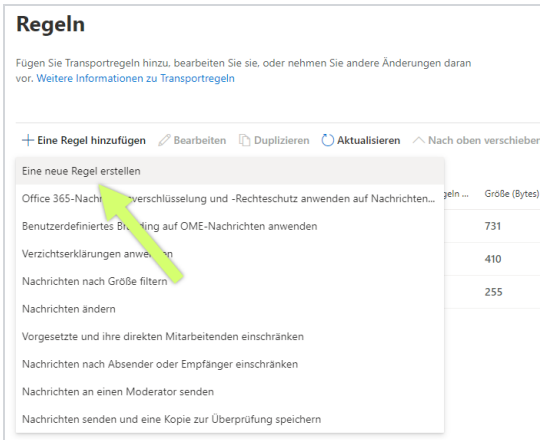 Regeln
Fügen Sie Transportregeln hinzu, bearbeiten Sie sie, oder nehmen Sie andere Änderungen daran
vor. Weitere Informationen zu Transportregeln
Eine Regel hinzufügen Bearbeiten Duplizieren Aktualisieren Nach oben verschieben
Eine neue Regel erstellen
Office 365-Nachrichtenverschlüsselung und -Rechteschutz anwenden auf Nachrichten...
Größe (Bytes)
Benutzerdefiniertes Branding auf OME-Nachrichten anwenden
731
Verzichtserklärungen anwenden
410
Nachrichten nach Größe filtern
255
Nachrichten ändern
Vorgesetzte und ihre direkten Mitarbeitenden einschränken
Nachrichten nach Absender oder Empfänger einschränken
Nachrichten an einen Moderator senden
Nachrichten senden und eine Kopie zur Überprüfung speichern